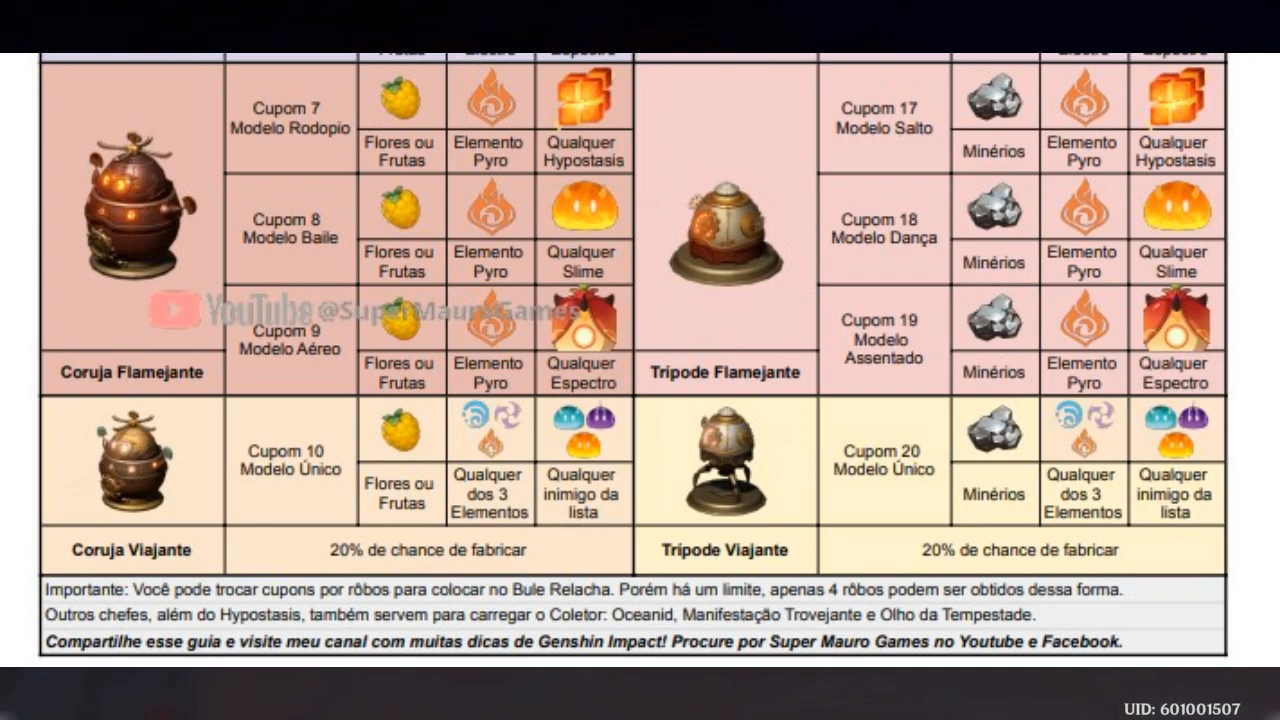 Cupom 7
Modelo Rodopio
Flores ou
Frutas
Elemento
Pyro
Qualquer
Hypostasis
Cupom 17
Modelo Salto
Minérios
Elemento
Pyro
Qualquer
Hypostasis
Cupom 8
Modelo Baile
Flores ou
Frutas
Elemento
Pyro
Qualquer
Slime
Cupom 18
Modelo Dança
Minérios
Elemento
Pyro
Qualquer
Slime
YouTube @SuperMauroGames
Coruja Flamejante
Cupom 9
Modelo Aéreo
Flores ou
Frutas
Elemento
Pyro
Qualquer
Espectro
Trípode Flamejante
Cupom 19
Modelo
Assentado
Minérios
Elemento
Pyro
Qualquer
Espectro
Cupom 10
Modelo Único
Flores ou
Frutas
Qualquer
dos 3
Elementos
Qualquer
inimigo da
lista
Cupom 20
Modelo Único
Minérios
Qualquer
dos 3
Elementos
Qualquer
inimigo da
lista
Coruja Viajante
20% de chance de fabricar
Trípode Viajante
20% de chance de fabricar
Importante: Você pode trocar cupons por rôbos para colocar no Bule Relacha. Porém há um limite, apenas 4 rôbos podem ser obtidos dessa forma.
Outros chefes, além do Hypostasis, também servem para carregar o Coletor: Oceanid, Manifestação Trovejante e Olho da Tempestade.
Compartilhe esse guia e visite meu canal com muitas dicas de Genshin Impact! Procure por Super Mauro Games no Youtube e Facebook.
UID: 601001507